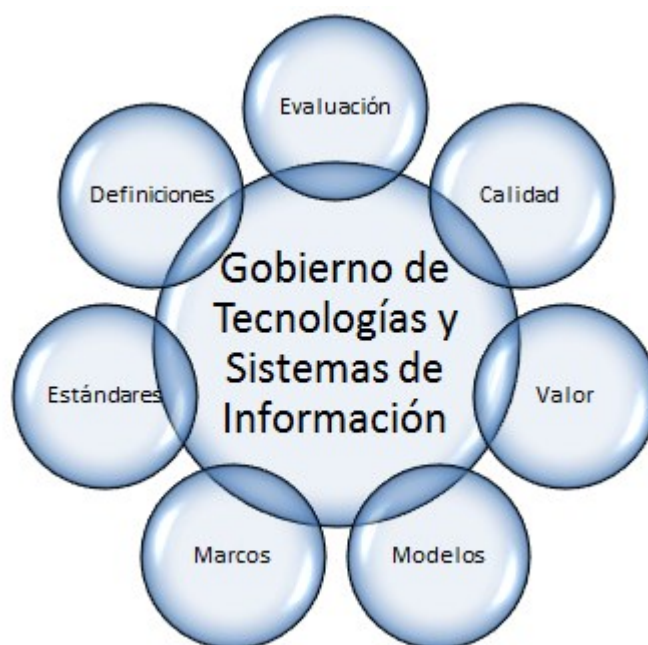 Evaluación
Definiciones
Calidad
Gobierno de
Tecnologías y
Sistemas de
Información
Estándares
Valor
Marcos
Modelos